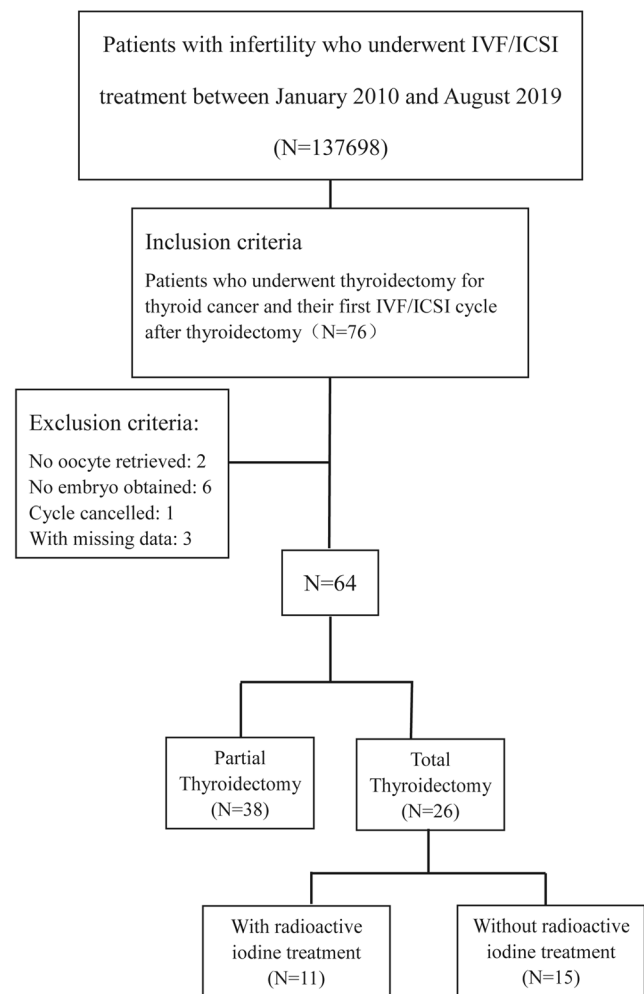 Patients with infertility who underwent IVF/ICSI
treatment between January 2010 and August 2019
(N=137698)
Inclusion criteria
Patients who underwent thyroidectomy for
thyroid cancer and their first IVF/ICSI cycle
after thyroidectomy（N=76）
Exclusion criteria:
No oocyte retrieved: 2
No embryo obtained: 6
Cycle cancelled: 1
With missing data: 3
N=64
Partial
Thyroidectomy
(N=38)
Total
Thyroidectomy
(N=26)
With radioactive
iodine treatment
(N=11)
Without radioactive
iodine treatment
(N=15)